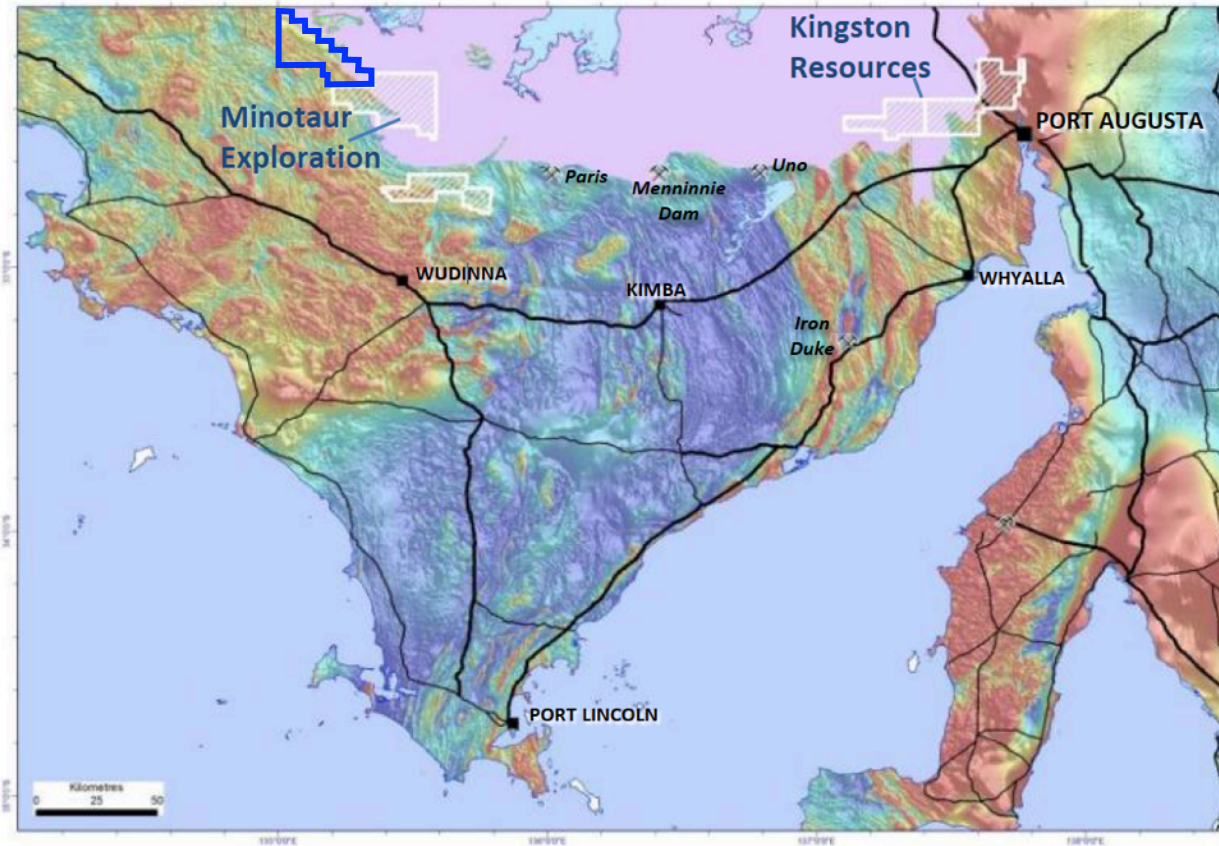 Kingston
Resources
Minotaur
Exploration
PORT AUGUSTA
Paris
Menninnie
Dam
Uno
WUDINNA
KIMBA
WHYALLA
Iron
Duke
PORT LINCOLN
Kilometres
0 25 50